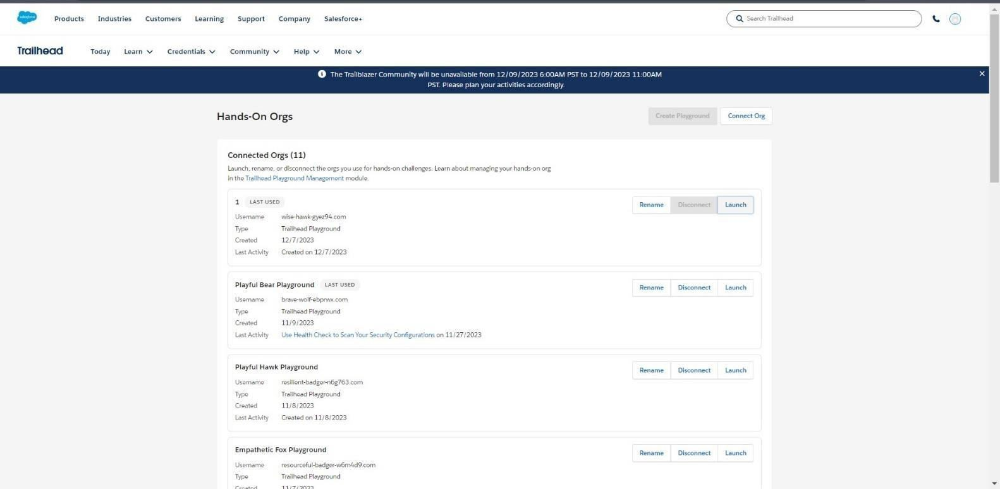 salesforce
Products Industries Customers Learning Support Company Salesforce+
Search Trailhead
Trailhead
Today Learn Credentials Community Help More
The Trailblazer Community will be unavailable from 12/09/2023 6:00AM PST to 12/09/2023 11:00AM
PST. Please plan your activities accordingly.
Hands-On Orgs
Create Playground Connect Org
Connected Orgs (11)
Launch, rename, or disconnect the orgs you use for hands-on challenges. Learn about managing your hands-on org
in the Trailhead Playground Management module.
1 LAST USED
Rename Disconnect Launch
Username wise-hawk-gyez94.com
Type Trailhead Playground
Created 12/7/2023
Last Activity Created on 12/7/2023
Playful Bear Playground LAST USED
Rename Disconnect Launch
Username brave-wolf-ebprwx.com
Type Trailhead Playground
Created 11/9/2023
Last Activity Use Health Check to Scan Your Security Configurations on 11/27/2023
Playful Hawk Playground
Rename Disconnect Launch
Username resilient-badger-n6g763.com
Type Trailhead Playground
Created 11/8/2023
Last Activity Created on 11/8/2023
Empathetic Fox Playground
Rename Disconnect Launch
Username resourceful-badger-w6m4d9.com
Type Trailhead Playground
Created 11/7/2023